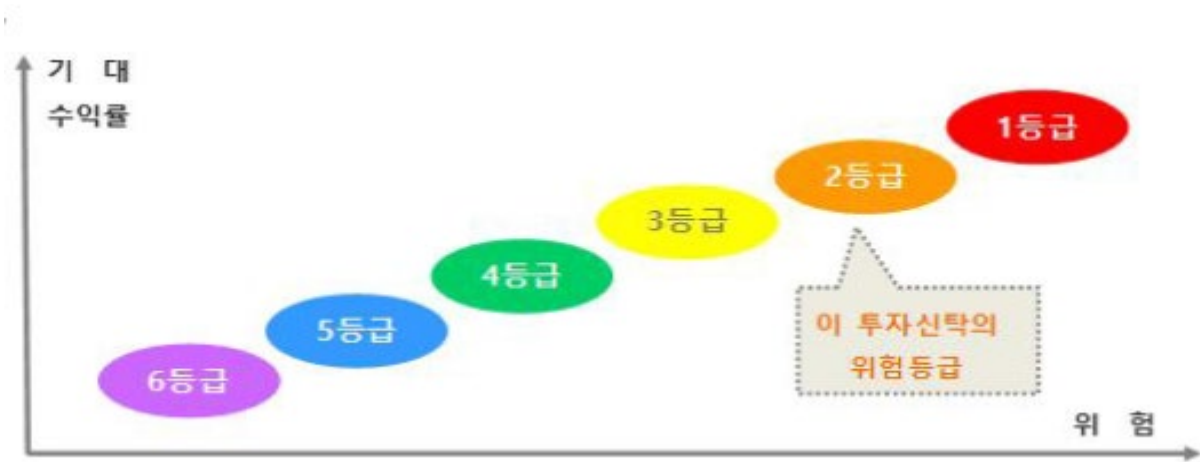 기 대
수익률
1등급
2등급
3등급
4등급
5등급
6등급
이 투자신탁의
위험등급
위 험